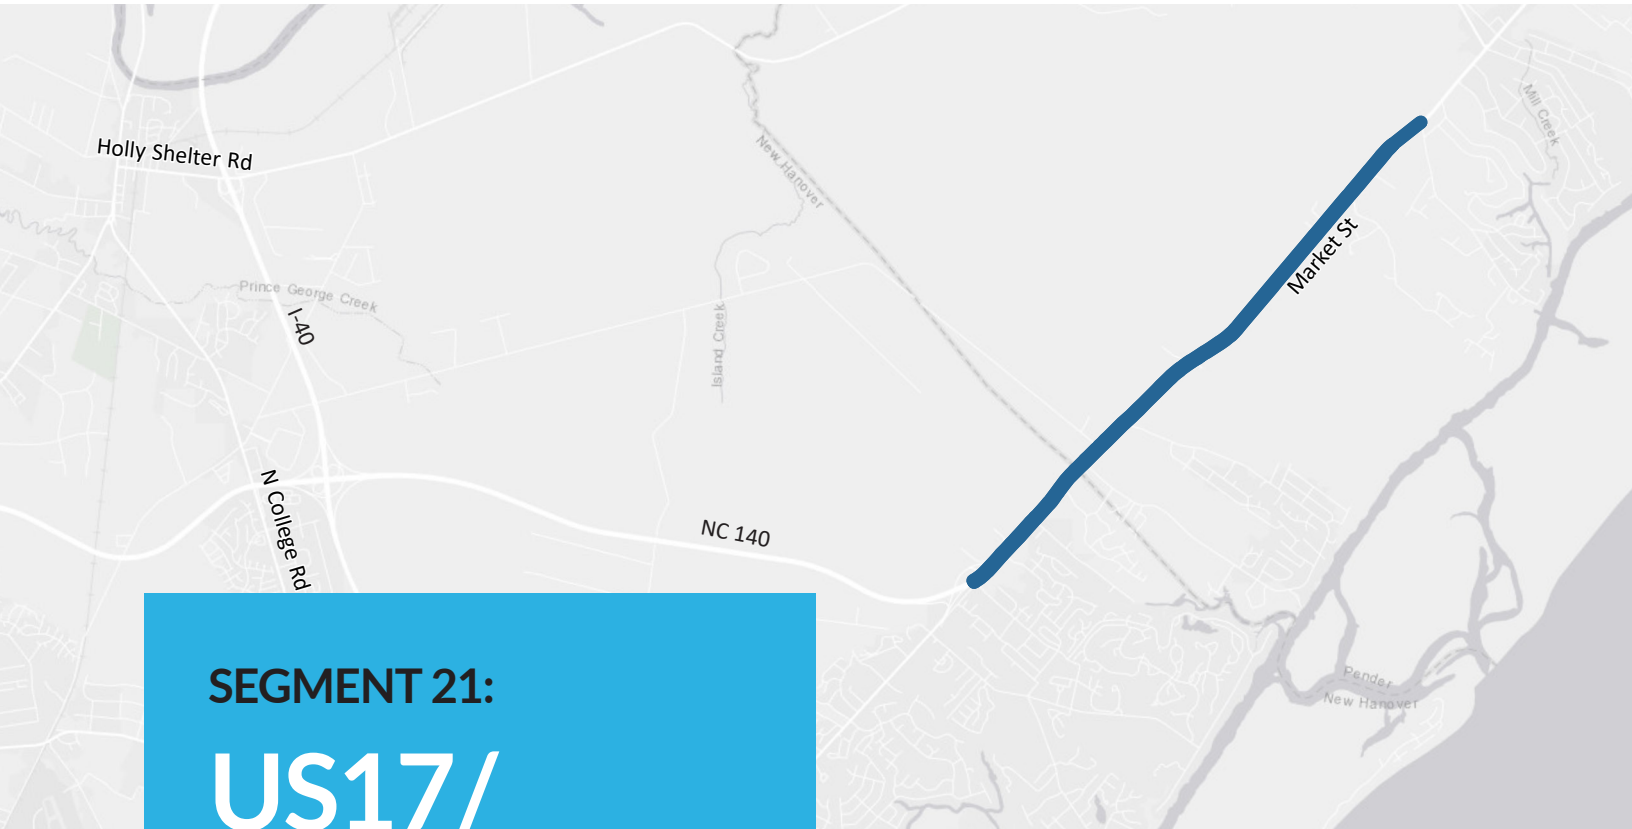 Holly Shelter Rd
Mill Creek
New Hanover
Market St
Prince George Creek
I-40
Island Creek
N College Rd
NC 140
SEGMENT 21:
US17/
Pender
New Hanover